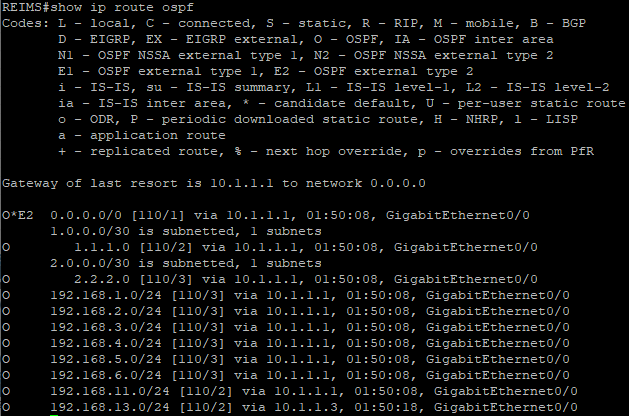 REIMS#show ip route ospf
Codes: L - local, C - connected, S - static, R - RIP, M - mobile, B - BGP
       D - EIGRP, EX - EIGRP external, O - OSPF, IA - OSPF inter area
       N1 - OSPF NSSA external type 1, N2 - OSPF NSSA external type 2
       E1 - OSPF external type 1, E2 - OSPF external type 2
       i - IS-IS, su - IS-IS summary, L1 - IS-IS level-1, L2 - IS-IS level-2
       ia - IS-IS inter area, * - candidate default, U - per-user static route
       o - ODR, P - periodic downloaded static route, H - NHRP, l - LISP
       a - application route
       + - replicated route, % - next hop override, p - overrides from PfR
Gateway of last resort is 10.1.1.1 to network 0.0.0.0
O*E2  0.0.0.0/0 [110/1] via 10.1.1.1, 01:50:08, GigabitEthernet0/0
      1.0.0.0/30 is subnetted, 1 subnets
O        1.1.1.0 [110/2] via 10.1.1.1, 01:50:08, GigabitEthernet0/0
      2.0.0.0/30 is subnetted, 1 subnets
O        2.2.2.0 [110/3] via 10.1.1.1, 01:50:08, GigabitEthernet0/0
O     192.168.1.0/24 [110/3] via 10.1.1.1, 01:50:08, GigabitEthernet0/0
O     192.168.2.0/24 [110/3] via 10.1.1.1, 01:50:08, GigabitEthernet0/0
O     192.168.3.0/24 [110/3] via 10.1.1.1, 01:50:08, GigabitEthernet0/0
O     192.168.4.0/24 [110/3] via 10.1.1.1, 01:50:08, GigabitEthernet0/0
O     192.168.5.0/24 [110/3] via 10.1.1.1, 01:50:08, GigabitEthernet0/0
O     192.168.6.0/24 [110/3] via 10.1.1.1, 01:50:08, GigabitEthernet0/0
O     192.168.11.0/24 [110/2] via 10.1.1.1, 01:50:08, GigabitEthernet0/0
O     192.168.13.0/24 [110/2] via 10.1.1.3, 01:50:18, GigabitEthernet0/0